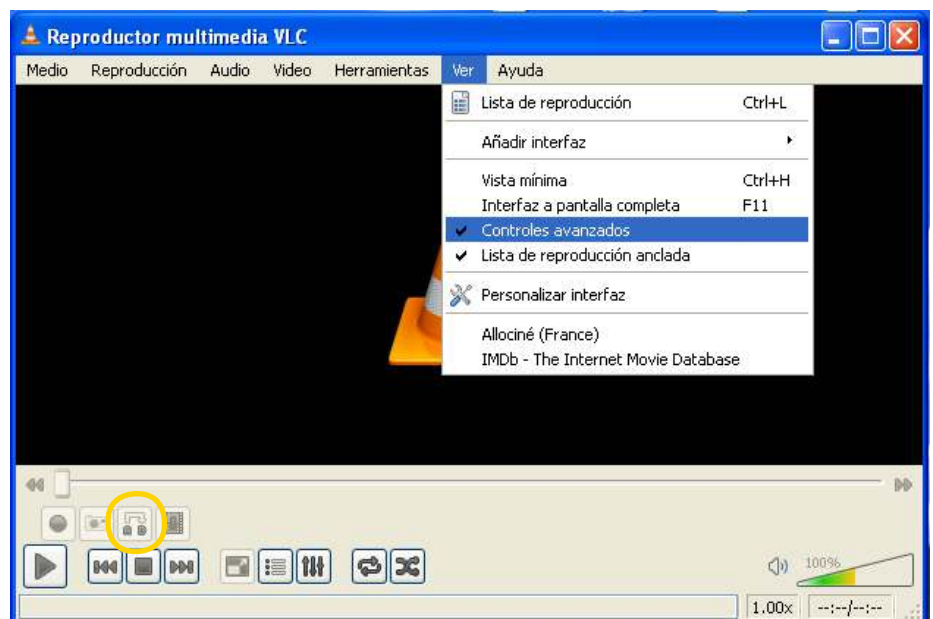 Reproductor multimedia VLC
Medio Reproducción Audio Video Herramientas Ver Ayuda
Lista de reproducción Ctrl+L
Añadir interfaz
Vista mínima Ctrl+H
Interfaz a pantalla completa F11
Controles avanzados
Lista de reproducción anclada
Personalizar interfaz
Allociné (France)
IMDb - The Internet Movie Database
100%
1.00x --:--/--:--